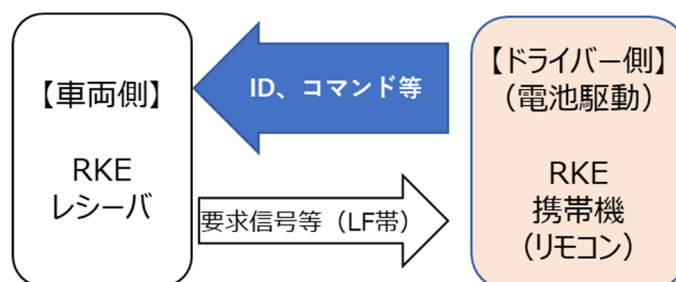 【車両側】
RKE
レシーバ
ID、コマンド等
要求信号等（LF帯）
【ドライバー側】
（電池駆動）
RKE
携帯機
（リモコン）